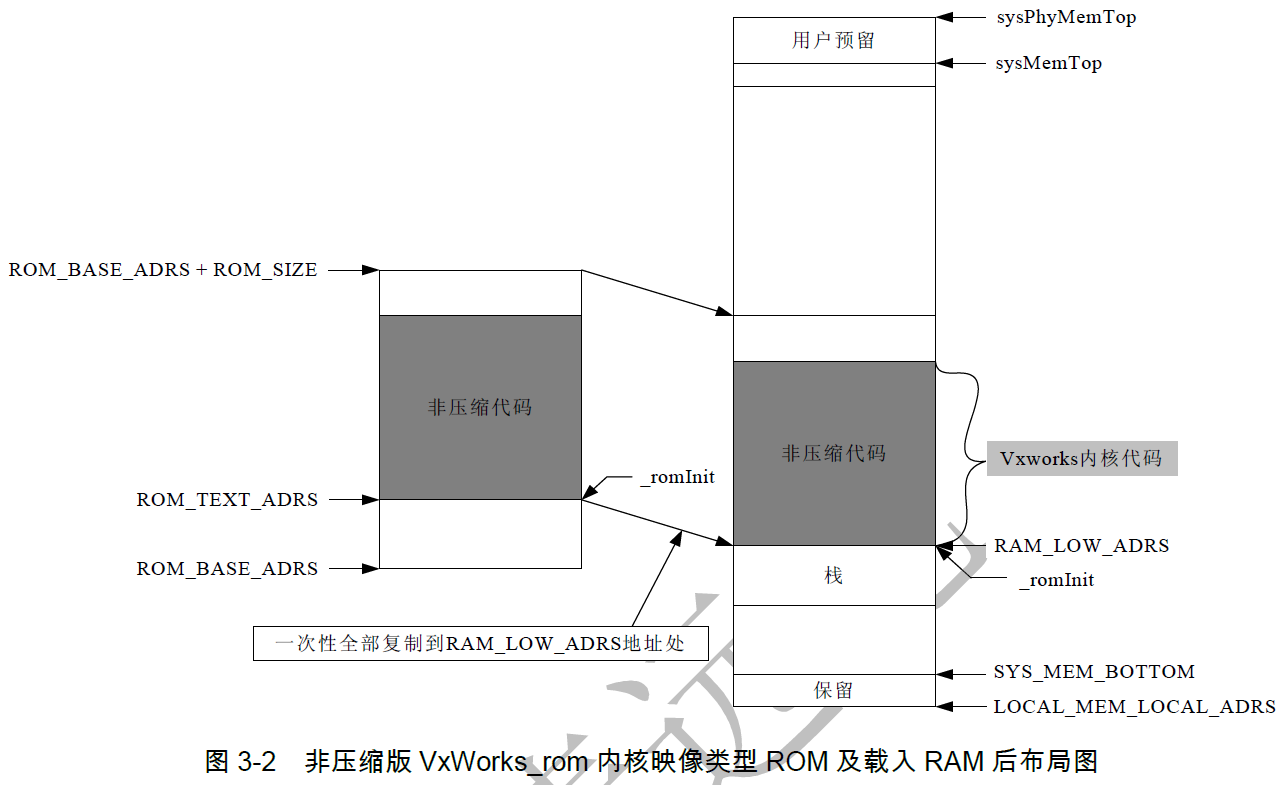 sysPhyMemTop
用户预留
sysMemTop
ROM_BASE_ADRS + ROM_SIZE
非压缩代码
非压缩代码
Vxworks内核代码
_romInit
ROM_TEXT_ADRS
RAM_LOW_ADRS
ROM_BASE_ADRS
栈
_romInit
一次性全部复制到RAM_LOW_ADRS地址处
SYS_MEM_BOTTOM
保留
LOCAL_MEM_LOCAL_ADRS
图 3-2 非压缩版 VxWorks_rom 内核映像类型 ROM 及载入 RAM 后布局图